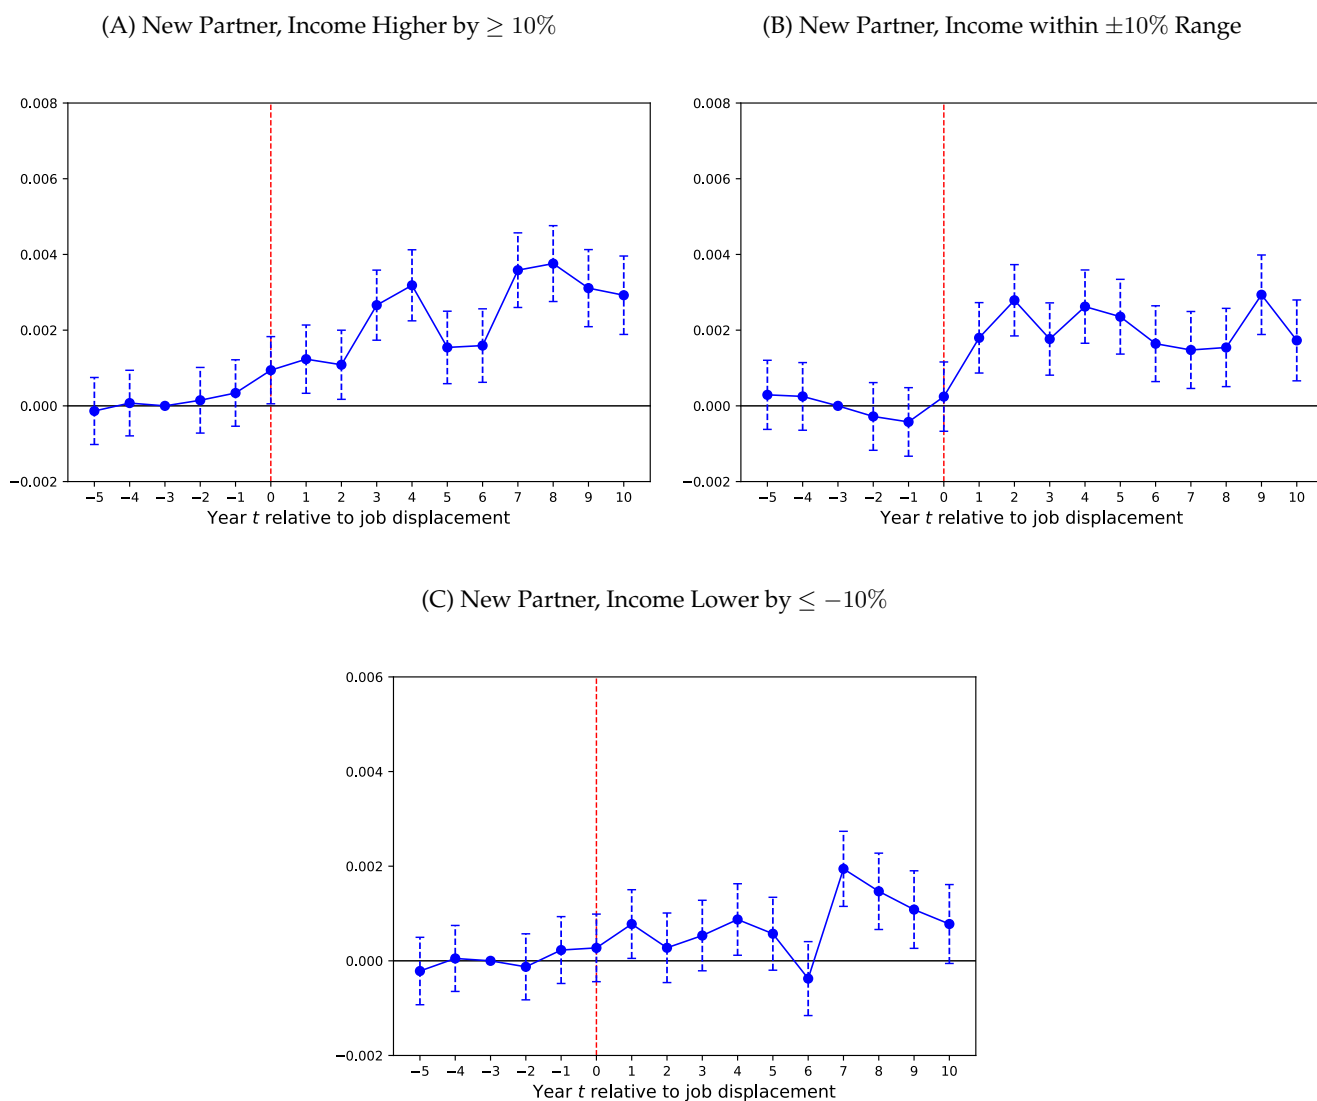 (A) New Partner, Income Higher by ≥ 10%
(B) New Partner, Income within ±10% Range
0.008
0.006
0.004
0.002
0.000
−0.002
−5 −4 −3 −2 −1 0 1 2 3 4 5 6 7 8 9 10
Year t relative to job displacement
0.008
0.006
0.004
0.002
0.000
−0.002
−5 −4 −3 −2 −1 0 1 2 3 4 5 6 7 8 9 10
Year t relative to job displacement
(C) New Partner, Income Lower by ≤ −10%
0.006
0.004
0.002
0.000
−0.002
−5 −4 −3 −2 −1 0 1 2 3 4 5 6 7 8 9 10
Year t relative to job displacement